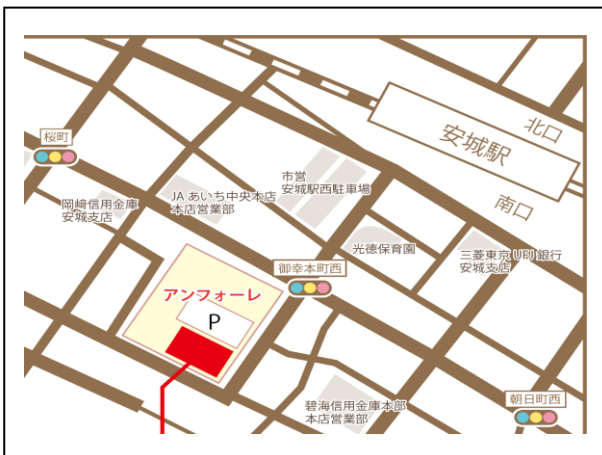 北口
安城駅
南口
桜町
市営
安城駅西駐車場
JA あいち中央本店
本店営業部
岡﨑信用金庫
安城支店
光徳保育園
三菱東京 UFJ 銀行
安城支店
御幸本町西
アンフォーレ
P
朝日町西
碧海信用金庫本部
本店営業部